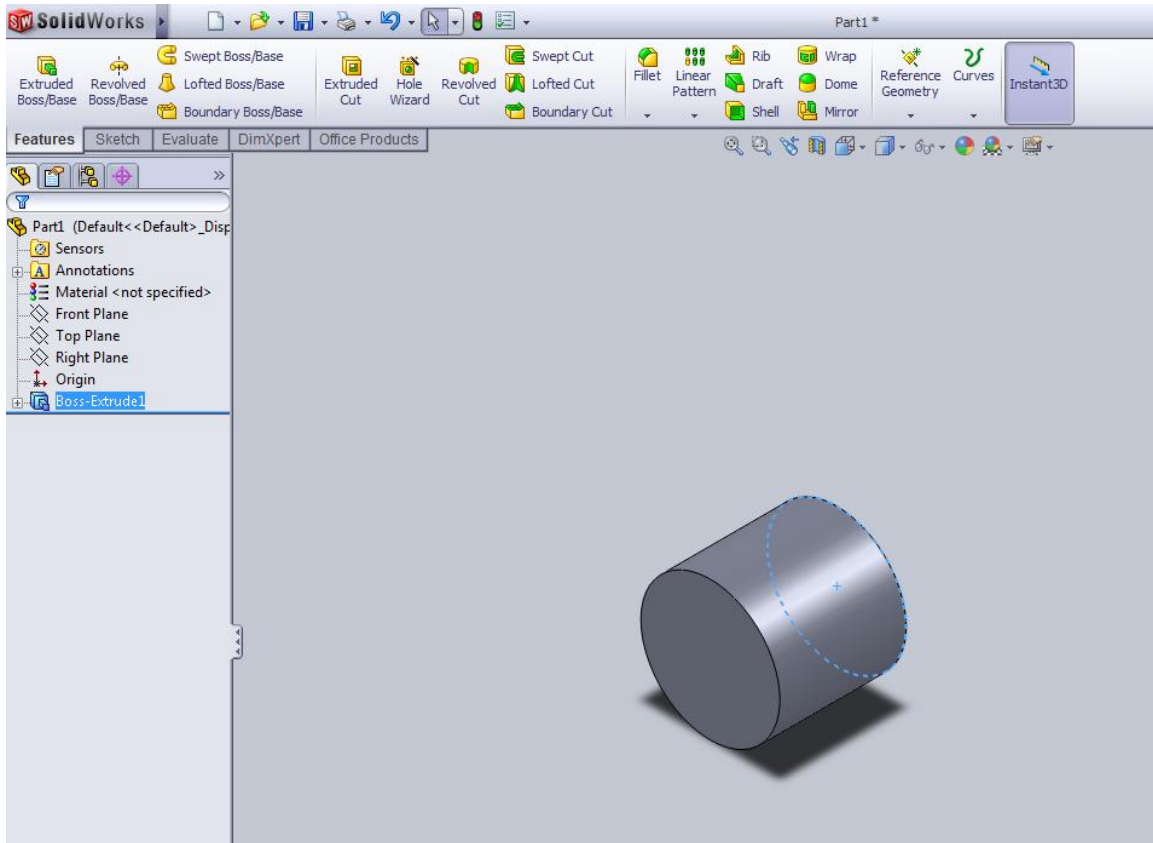 SolidWorks
Part1 *
Extruded Boss/Base
Revolved Boss/Base
Swept Boss/Base
Lofted Boss/Base
Boundary Boss/Base
Extruded Cut
Hole Wizard
Revolved Cut
Swept Cut
Lofted Cut
Boundary Cut
Fillet
Linear Pattern
Rib
Draft
Shell
Wrap
Dome
Mirror
Reference Geometry
Curves
Instant3D
Features Sketch Evaluate DimXpert Office Products
Part1 (Default<<Default>_Disp
Sensors
Annotations
Material <not specified>
Front Plane
Top Plane
Right Plane
Origin
Boss-Extrude1